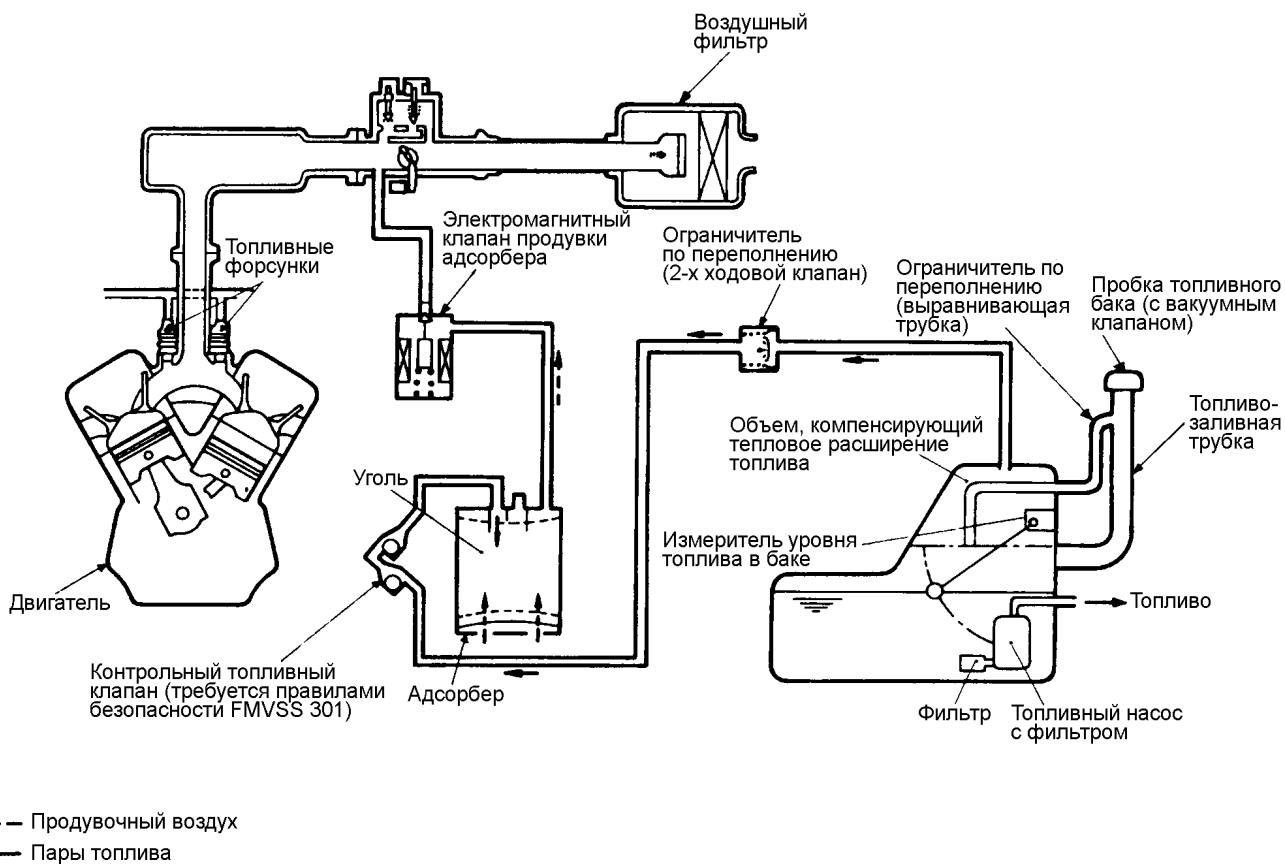 Воздушный
фильтр
Электромагнитный
клапан продувки
адсорбера
Топливные
форсунки
Ограничитель
по переполнению
(2-х ходовой клапан)
Ограничитель по
переполнению
(выравнивающая
трубка)
Пробка топливного
бака (с вакуумным
клапаном)
Топливо-
заливная
трубка
Объем, компенсирующий
тепловое расширение
топлива
Уголь
Измеритель уровня
топлива в баке
Двигатель
Топливо
Контрольный топливный
клапан (требуется правилами
безопасности FMVSS 301)
Адсорбер
Фильтр
Топливный насос
с фильтром
Продувочный воздух
Пары топлива